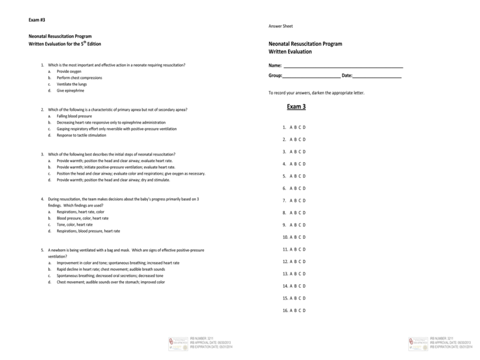 Exam #3
Neonatal Resuscitation Program
Written Evaluation for the 5th Edition
1. Which is the most important and effective action in a neonate requiring resuscitation?
a. Provide oxygen
b. Perform chest compressions
c. Ventilate the lungs
d. Give epinephrine
2. Which of the following is a characteristic of primary apnea but not of secondary apnea?
a. Falling blood pressure
b. Decreasing heart rate responsive only to epinephrine administration
c. Gasping respiratory effort only reversible with positive-pressure ventilation
d. Response to tactile stimulation
3. Which of the following best describes the initial steps of neonatal resuscitation?
a. Provide warmth; position the head and clear airway; evaluate heart rate.
b. Provide warmth; initiate positive-pressure ventilation; evaluate heart rate.
c. Position the head and clear airway; evaluate color and respirations; give oxygen as necessary.
d. Provide warmth; position the head and clear airway; dry and stimulate.
4. During resuscitation, the team makes decisions about the baby's progress primarily based on 3
findings. Which findings are used?
a. Respirations, heart rate, color
b. Blood pressure, color, heart rate
c. Tone, color, heart rate
d. Respirations, blood pressure, heart rate
5. A newborn is being ventilated with a bag and mask. Which are signs of effective positive-pressure
ventilation?
a. Improvement in color and tone; spontaneous breathing; increased heart rate
b. Rapid decline in heart rate; chest movement; audible breath sounds
c. Spontaneous breathing; decreased oral secretions; decreased tone
d. Chest movement; audible sounds over the stomach; improved color
Answer Sheet
Neonatal Resuscitation Program
Written Evaluation
Name:
Group: Date:
To record your answers, darken the appropriate letter.
Exam 3
1. A B C D
2. A B C D
3. A B C D
4. A B C D
5. A B C D
6. A B C D
7. A B C D
8. A B C D
9. A B C D
10. A B C D
11. A B C D
12. A B C D
13. A B C D
14. A B C D
15. A B C D
16. A B C D